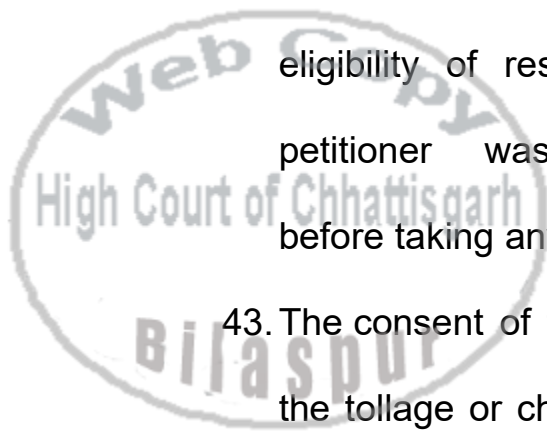 Web Copy
eligibility of res
petitioner was
High Court of Chhattisgarh
before taking an
43. The consent of
Bilaspur
the tollage or ch